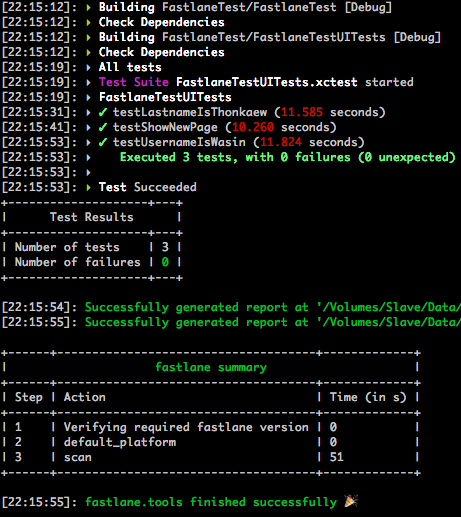 [22:15:12]: ▸ Building FastlaneTest/FastlaneTest [Debug]
[22:15:12]: ▸ Check Dependencies
[22:15:12]: ▸ Building FastlaneTest/FastlaneTestUITests [Debug]
[22:15:12]: ▸ Check Dependencies
[22:15:19]: ▸ All tests
[22:15:19]: ▸ Test Suite FastlaneTestUITests.xctest started
[22:15:19]: ▸ FastlaneTestUITests
[22:15:31]: ▸ ✓ testLastnameIsThonkaew (11.585 seconds)
[22:15:41]: ▸ ✓ testShowNewPage (10.260 seconds)
[22:15:53]: ▸ ✓ testUsernameIsWasin (11.824 seconds)
[22:15:53]: ▸    Executed 3 tests, with 0 failures (0 unexpected)
[22:15:53]: ▸
[22:15:53]: ▸ Test Succeeded
+--------------------+---+
|      Test Results      |
+--------------------+---+
| Number of tests    | 3 |
| Number of failures | 0 |
+--------------------+---+
[22:15:54]: Successfully generated report at '/Volumes/Slave/Data/
[22:15:55]: Successfully generated report at '/Volumes/Slave/Data/
+------+-----------------------------------+-------------+
|                    fastlane summary                    |
+------+-----------------------------------+-------------+
| Step | Action                            | Time (in s) |
+------+-----------------------------------+-------------+
| 1    | Verifying required fastlane version | 0           |
| 2    | default_platform                  | 0           |
| 3    | scan                              | 51          |
+------+-----------------------------------+-------------+
[22:15:55]: fastlane.tools finished successfully 🎉